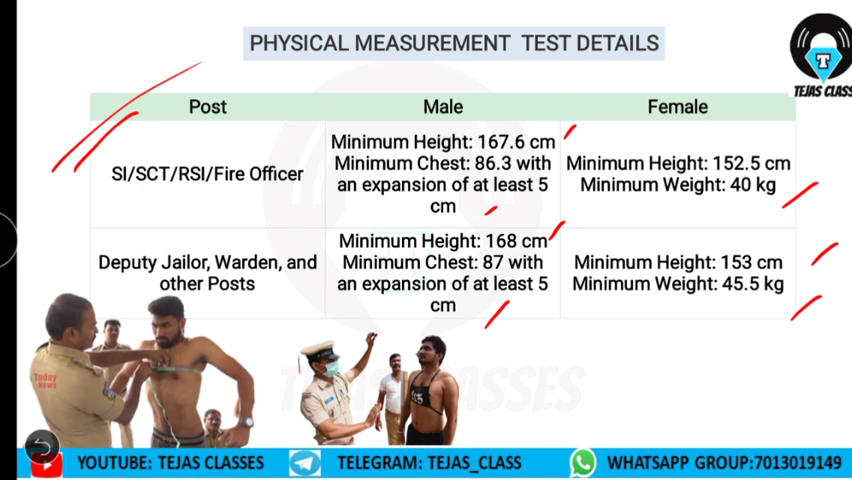 PHYSICAL MEASUREMENT TEST DETAILS
T
TEJAS CLASS
Post
Male
Female
SI/SCT/RSI/Fire Officer
Minimum Height: 167.6 cm
Minimum Chest: 86.3 with
an expansion of at least 5
cm
Minimum Height: 152.5 cm
Minimum Weight: 40 kg
Deputy Jailor, Warden, and
other Posts
Minimum Height: 168 cm
Minimum Chest: 87 with
an expansion of at least 5
cm
Minimum Height: 153 cm
Minimum Weight: 45.5 kg
Today
News
TEJAS CLASSES
YOUTUBE: TEJAS CLASSES
TELEGRAM: TEJAS_CLASS
WHATSAPP GROUP:7013019149